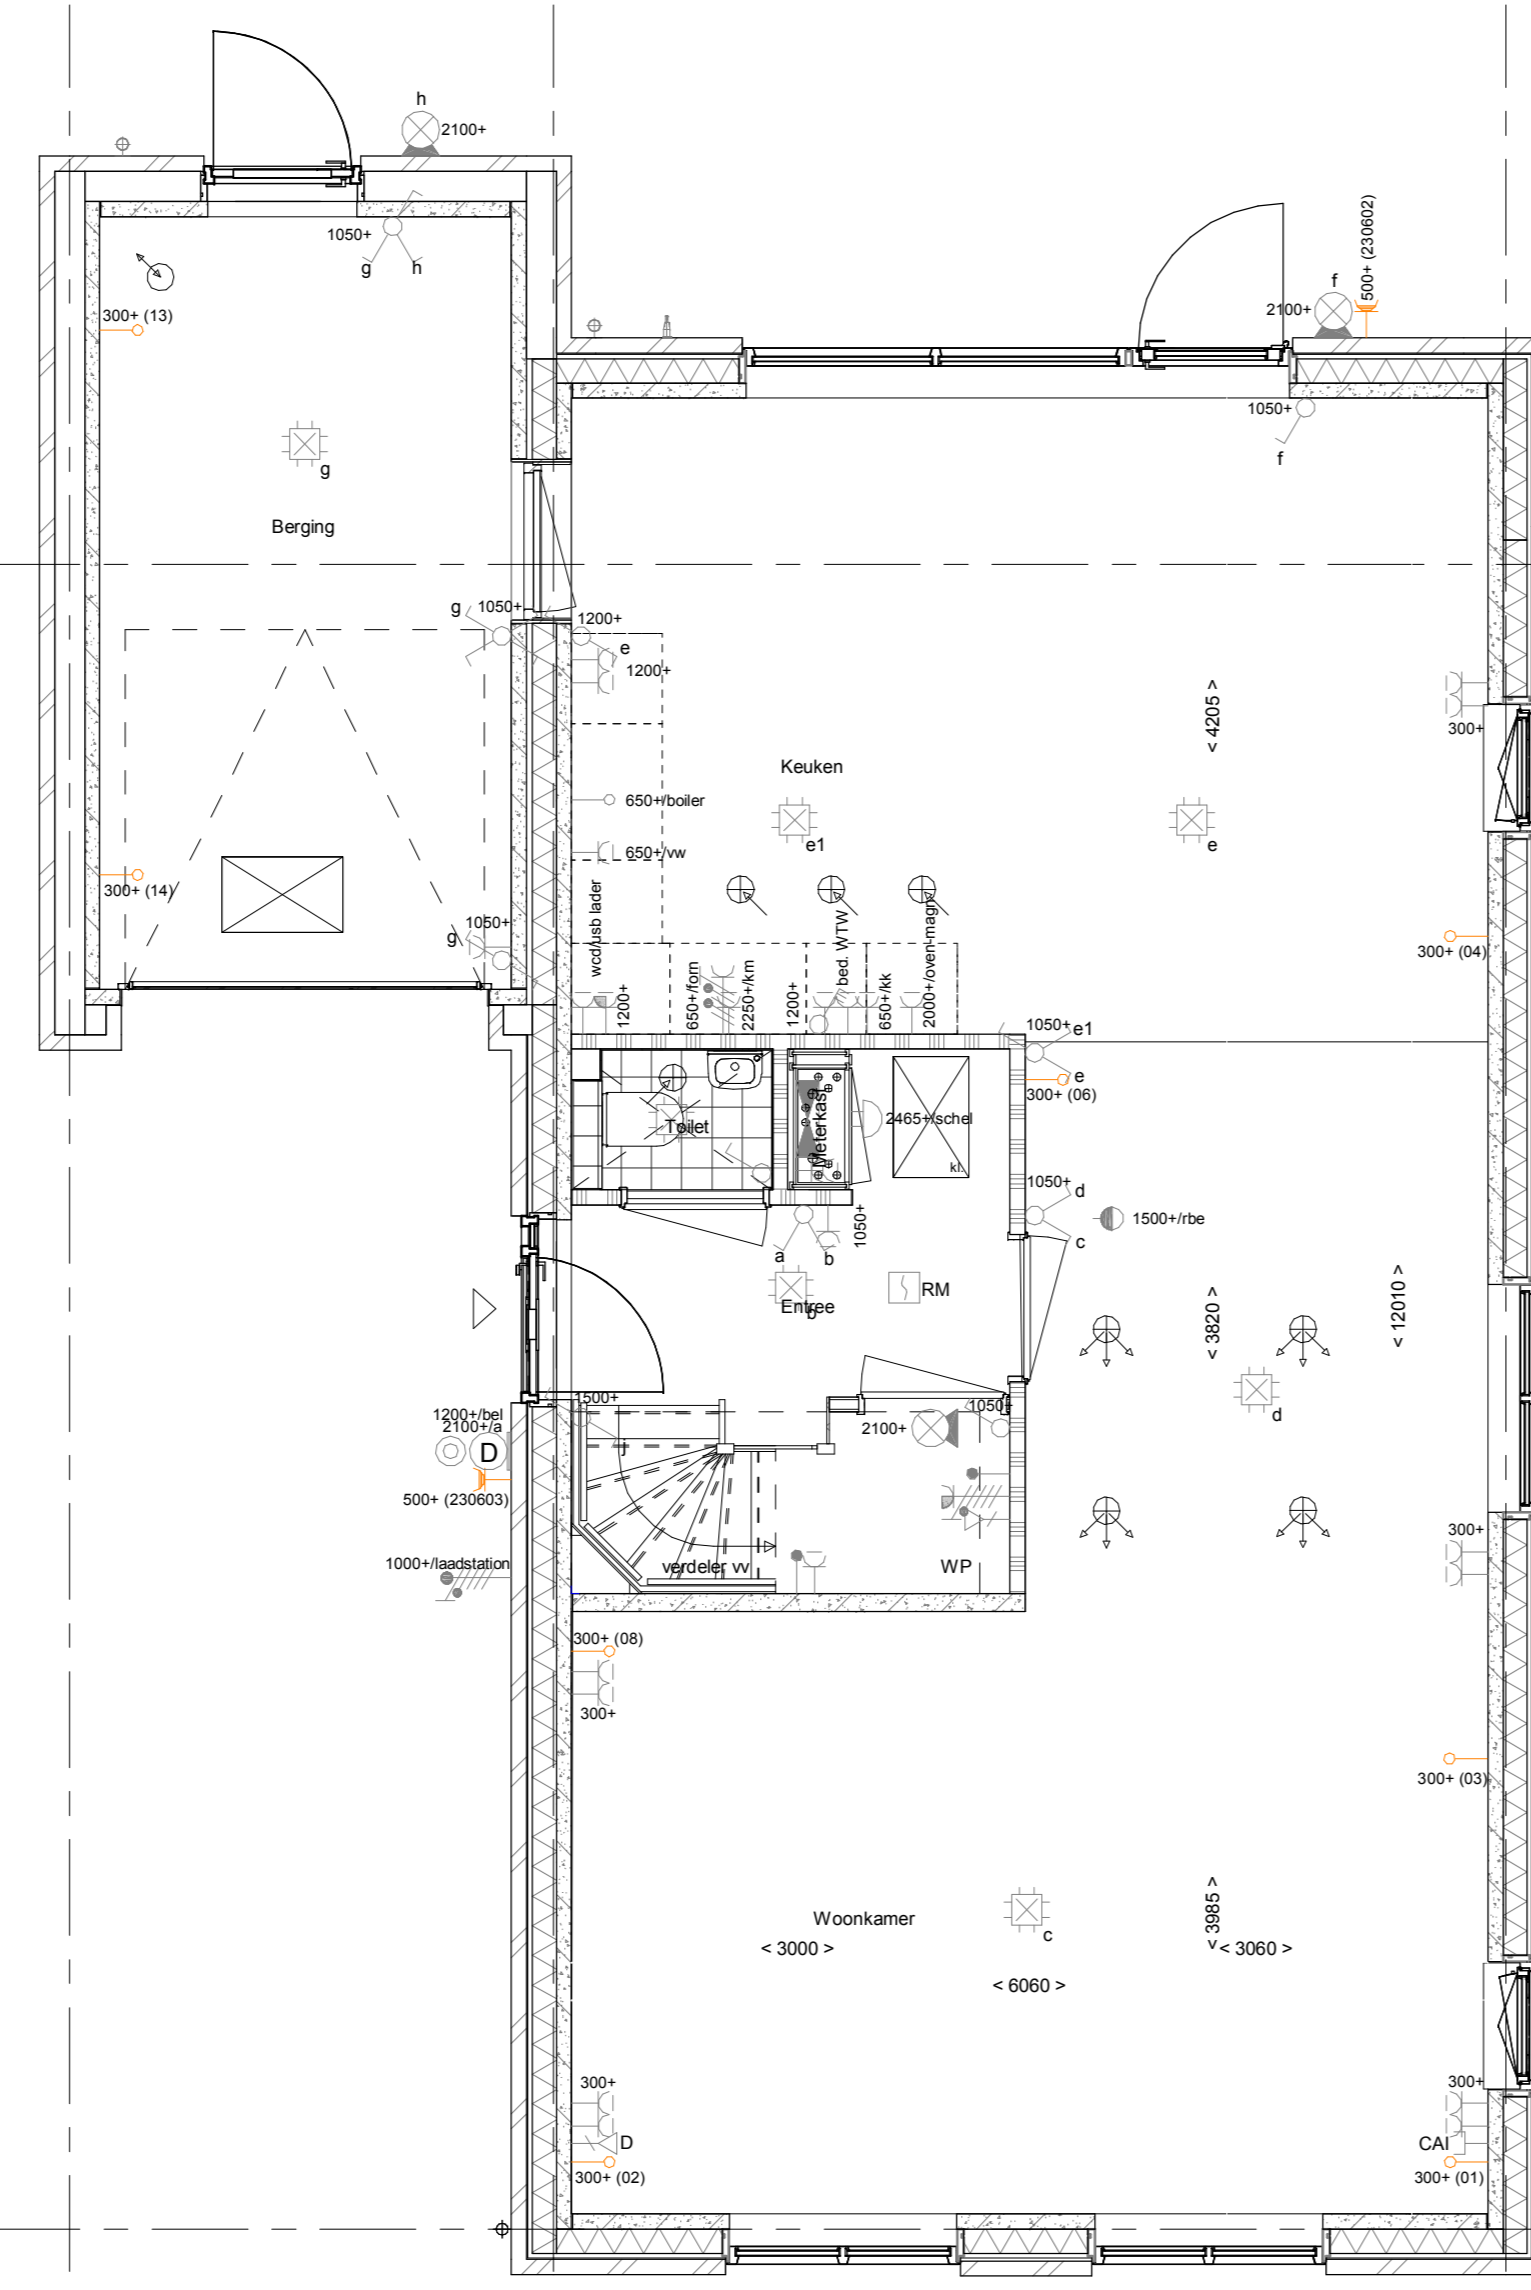 h
2100+
1050+
g
h
500+ (230602)
f
2100+
300+ (13)
1050+
f
g
Berging
g
1050+
1200+
e
1200+
< 4205 >
300+
Keuken
650+/boiler
e1
e
650+/vw
300+ (14)
g
1050+
wcd/usb lader
bed. WTW
2000+/oven-magn
300+ (04)
1200+
650+/forn
2250+/km
1200+
650+/kk
1050+
e1
e
300+ (06)
Toilet
Meterkast
2465+/schel
kl.
1050+
d
c
1500+/rbe
1050+
a
b
Entree
b
RM
< 3820 >
< 12010 >
d
1500+
j
1200+/bel
2100+/a
D
500+ (230603)
2100+
1050+
300+
1000+/laadstation
verdeler vv
WP
300+ (08)
300+
300+ (03)
Woonkamer
c
< 3985 >
< 3000 >
< 3060 >
< 6060 >
300+
300+
D
CAI
300+ (02)
300+ (01)